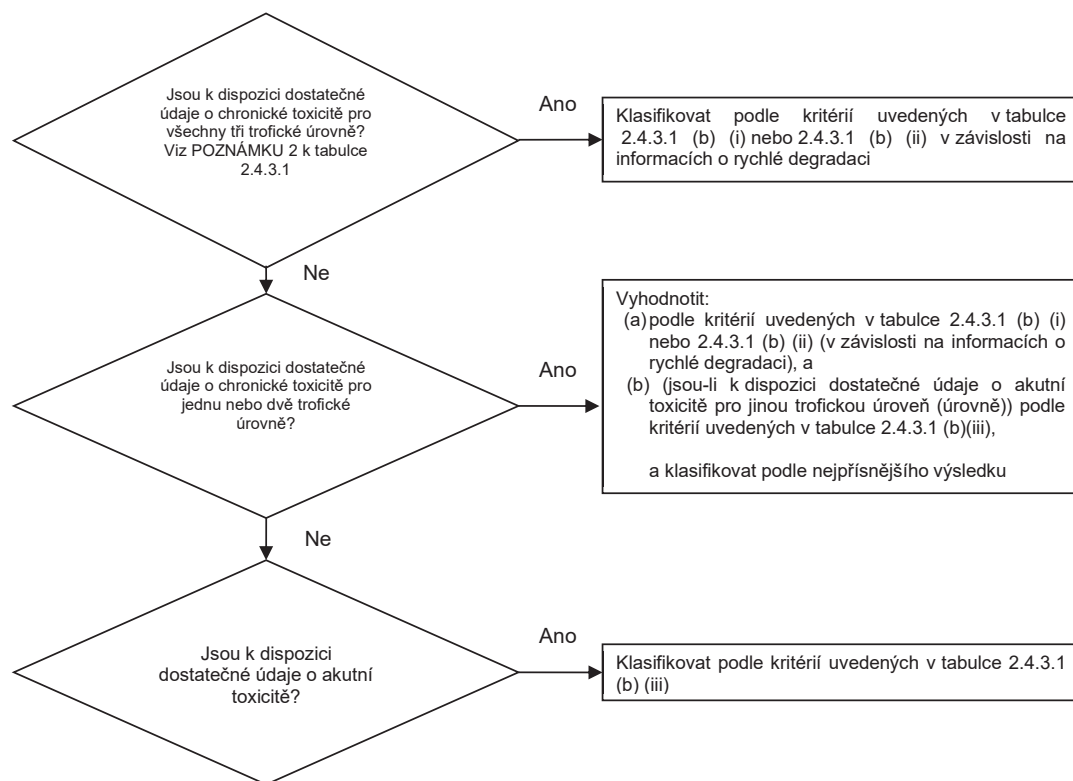 Jsou k dispozici dostatečné
údaje o chronické toxicitě pro
všechny tři trofické úrovně?
Viz POZNÁMKU 2 k tabulce
2.4.3.1
Ano
Klasifikovat podle kritérií uvedených v tabulce
2.4.3.1 (b) (i) nebo 2.4.3.1 (b) (ii) v závislosti na
informacích o rychlé degradaci
Ne
Jsou k dispozici dostatečné
údaje o chronické toxicitě pro
jednu nebo dvě trofické
úrovně?
Ano
Vyhodnotit:
(a) podle kritérií uvedených v tabulce 2.4.3.1 (b) (i)
nebo 2.4.3.1 (b) (ii) (v závislosti na informacích o
rychlé degradaci), a
(b) (jsou-li k dispozici dostatečné údaje o akutní
toxicitě pro jinou trofickou úroveň (úrovně)) podle
kritérií uvedených v tabulce 2.4.3.1 (b)(iii),
a klasifikovat podle nejpřísnějšího výsledku
Ne
Jsou k dispozici
dostatečné údaje o akutní
toxicitě?
Ano
Klasifikovat podle kritérií uvedených v tabulce 2.4.3.1
(b) (iii)